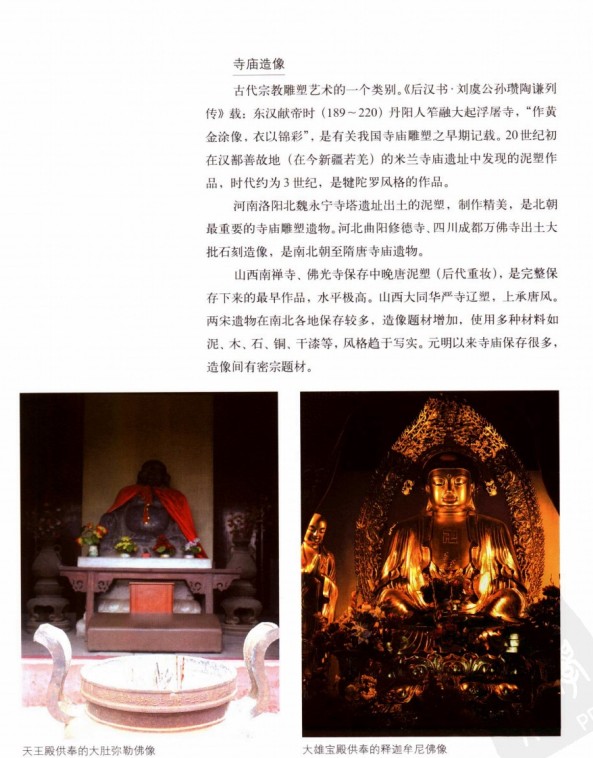 寺庙造像
古代宗教雕塑艺术的一个类别。《后汉书·刘虞公孙瓒陶谦列
传》载：东汉献帝时（189～220）丹阳人笮融大起浮屠寺，“作黄
金涂像，衣以锦彩”，是有关我国寺庙雕塑之早期记载。20世纪初
在汉鄯善故地（在今新疆若羌）的米兰寺庙遗址中发现的泥塑作
品，时代约为3世纪，是犍陀罗风格的作品。
河南洛阳北魏永宁寺塔遗址出土的泥塑，制作精美，是北朝
最重要的寺庙雕塑遗物。河北曲阳修德寺、四川成都万佛寺出土大
批石刻造像，是南北朝至隋唐寺庙遗物。
山西南禅寺、佛光寺保存中晚唐泥塑（后代重妆），是完整保
存下来的最早作品，水平极高。山西大同华严寺辽塑，上承唐风。
两宋遗物在南北各地保存较多，造像题材增加，使用多种材料如
泥、木、石、铜、干漆等，风格趋于写实。元明以来寺庙保存很多，
造像间有密宗题材。
卍
天王殿供奉的大肚弥勒佛像
大雄宝殿供奉的释迦牟尼佛像